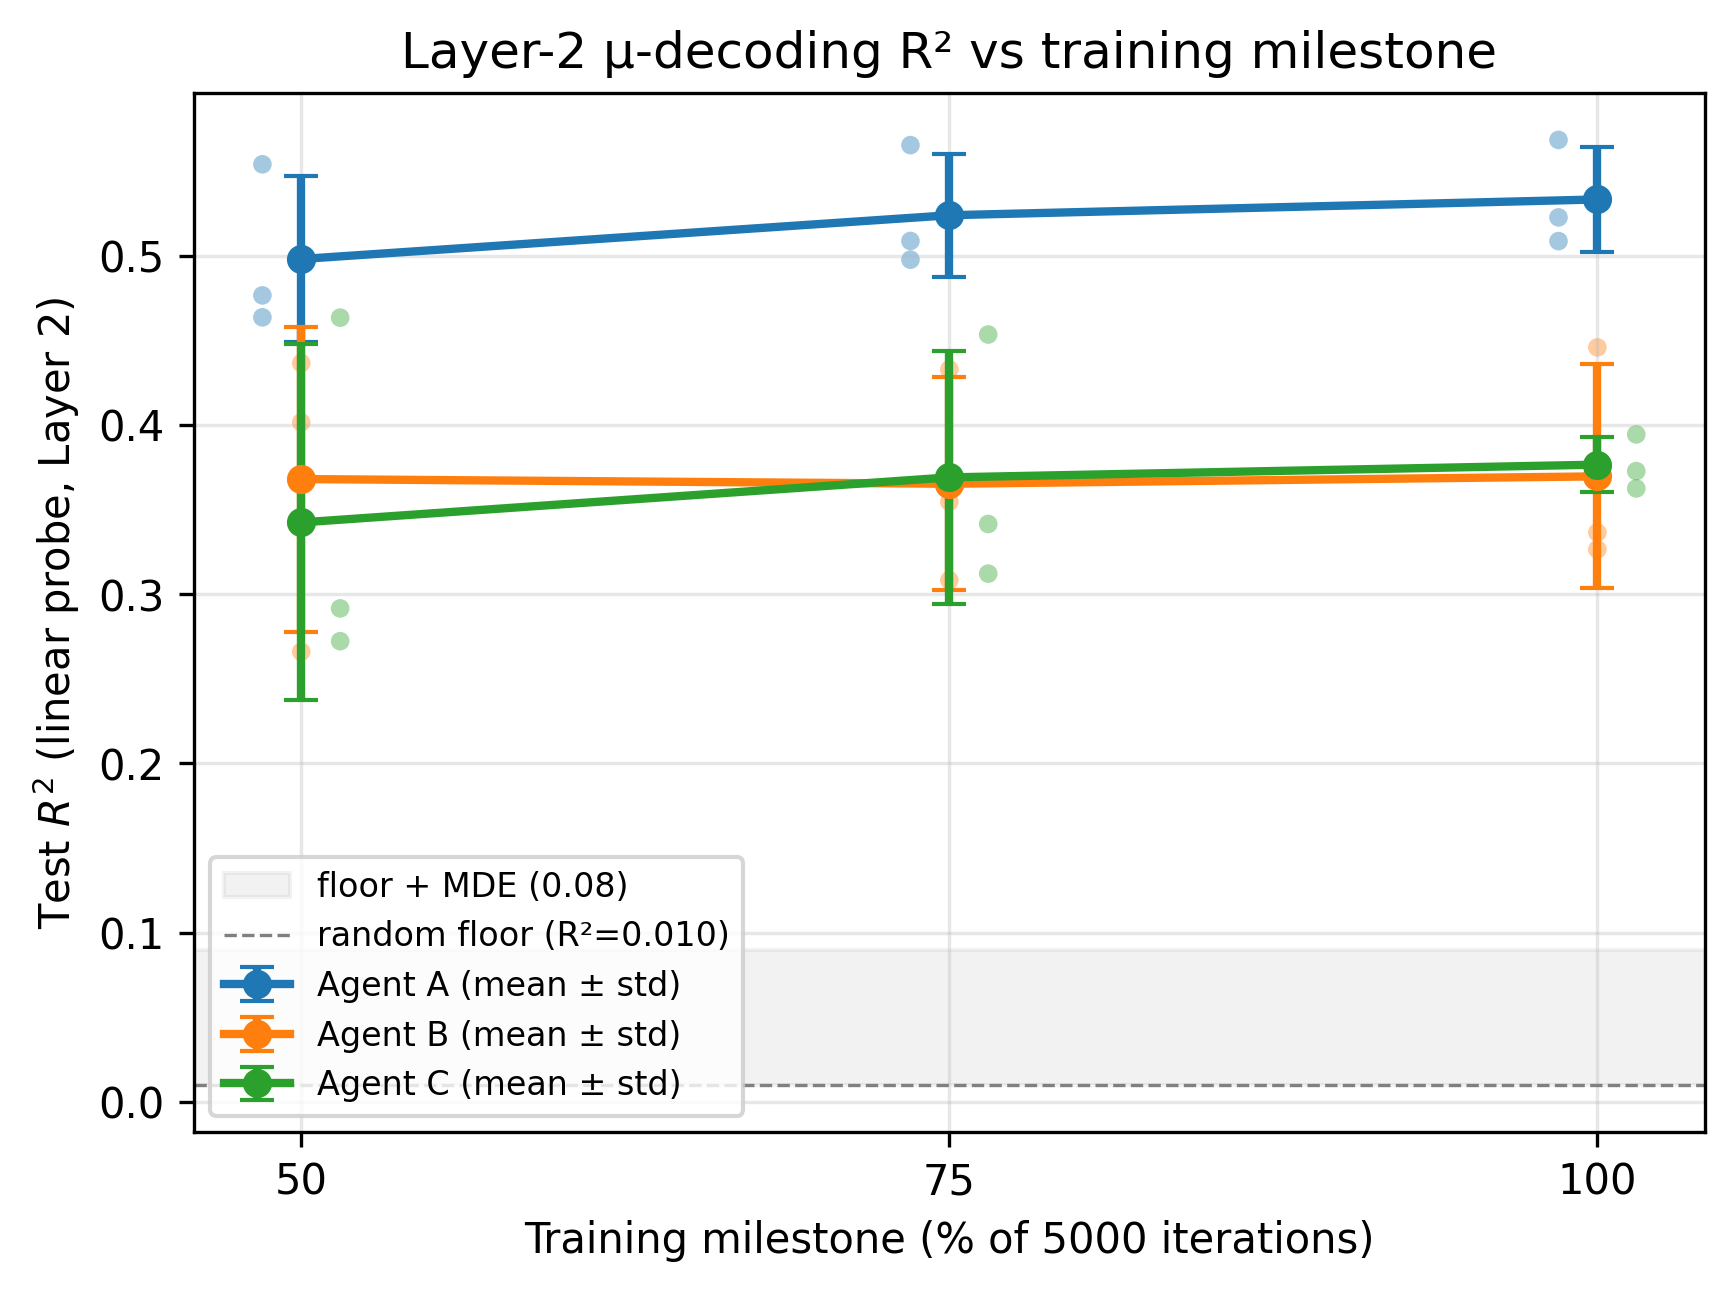 Layer-2 μ-decoding R² vs training milestone
Test R² (linear probe, Layer 2)
0.5
0.4
0.3
0.2
0.1
0.0
floor + MDE (0.08)
random floor (R²=0.010)
Agent A (mean ± std)
Agent B (mean ± std)
Agent C (mean ± std)
50
75
100
Training milestone (% of 5000 iterations)